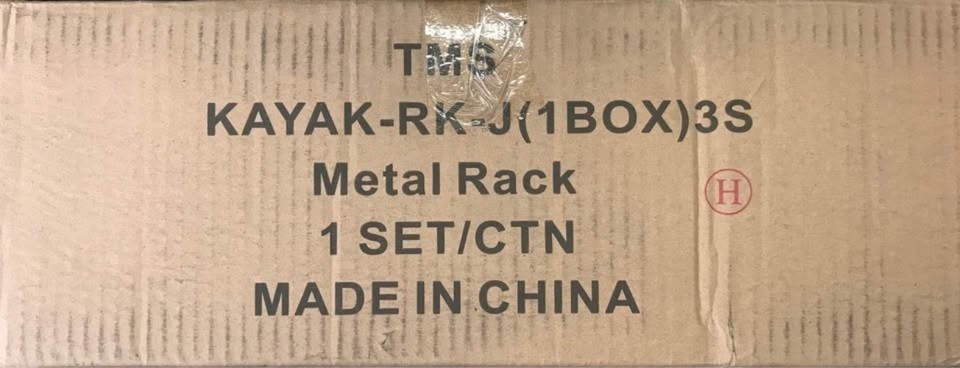 TMS
KAYAK-RK-J(1BOX)3S
Metal Rack
H
1 SET/CTN
MADE IN CHINA